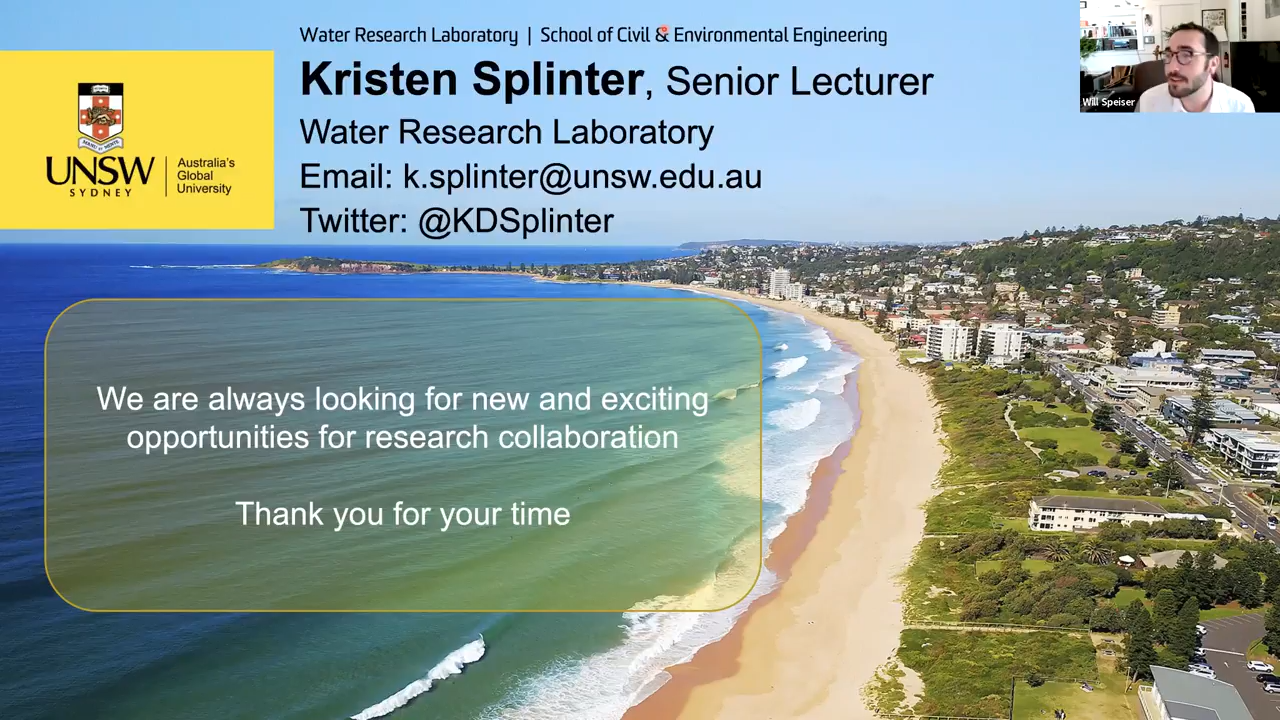 Water Research Laboratory | School of Civil & Environmental Engineering
Kristen Splinter, Senior Lecturer
Water Research Laboratory
Email: k.splinter@unsw.edu.au
Twitter: @KDSplinter
UNSW
SYDNEY
Australia's
Global
University
Will Speiser
We are always looking for new and exciting
opportunities for research collaboration
Thank you for your time